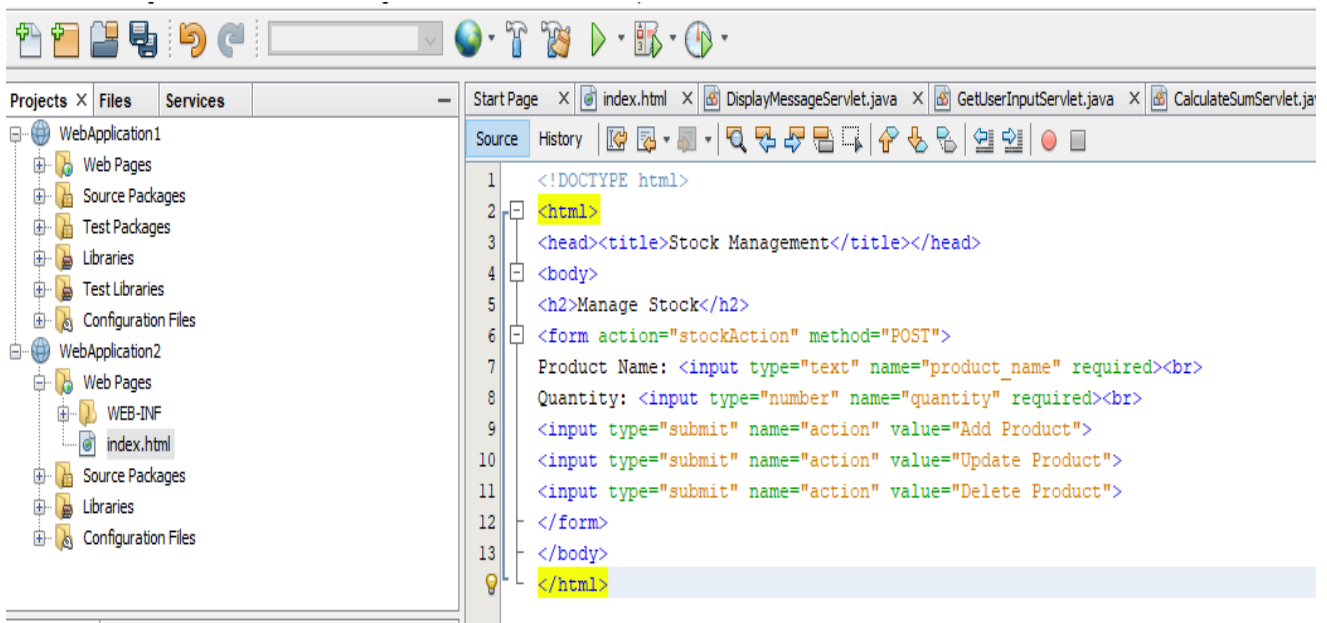 Projects X Files Services
WebApplication1
Web Pages
Source Packages
Test Packages
Libraries
Test Libraries
Configuration Files
WebApplication2
Web Pages
WEB-INF
index.html
Source Packages
Libraries
Configuration Files
Start Page X index.html X DisplayMessageServlet.java X GetUserInputServlet.java X CalculateSumServlet.ja
Source History
1 <!DOCTYPE html>
2 <html>
3 <head><title>Stock Management</title></head>
4 <body>
5 <h2>Manage Stock</h2>
6 <form action="stockAction" method="POST">
7 Product Name: <input type="text" name="product_name" required><br>
8 Quantity: <input type="number" name="quantity" required><br>
9 <input type="submit" name="action" value="Add Product">
10 <input type="submit" name="action" value="Update Product">
11 <input type="submit" name="action" value="Delete Product">
12 </form>
13 </body>
</html>